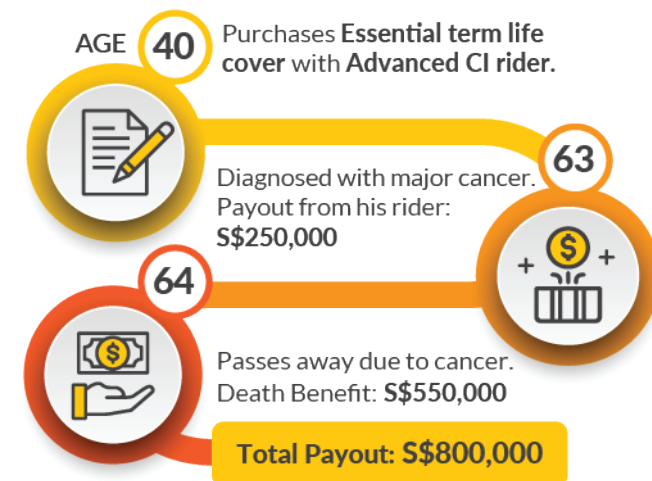 AGE 40
Purchases Essential term life
cover with Advanced CI rider.
63
Diagnosed with major cancer.
Payout from his rider:
S$250,000
64
Passes away due to cancer.
Death Benefit: S$550,000
Total Payout: S$800,000